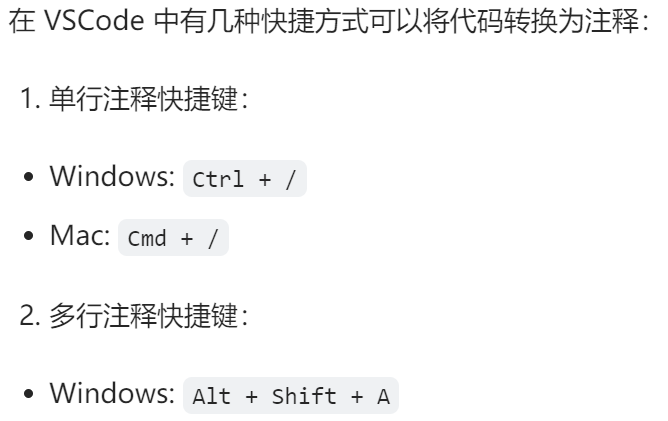 在 VSCode 中有几种快捷方式可以将代码转换为注释：
1. 单行注释快捷键：
• Windows: Ctrl + /
• Mac: Cmd + /
2. 多行注释快捷键：
• Windows: Alt + Shift + A